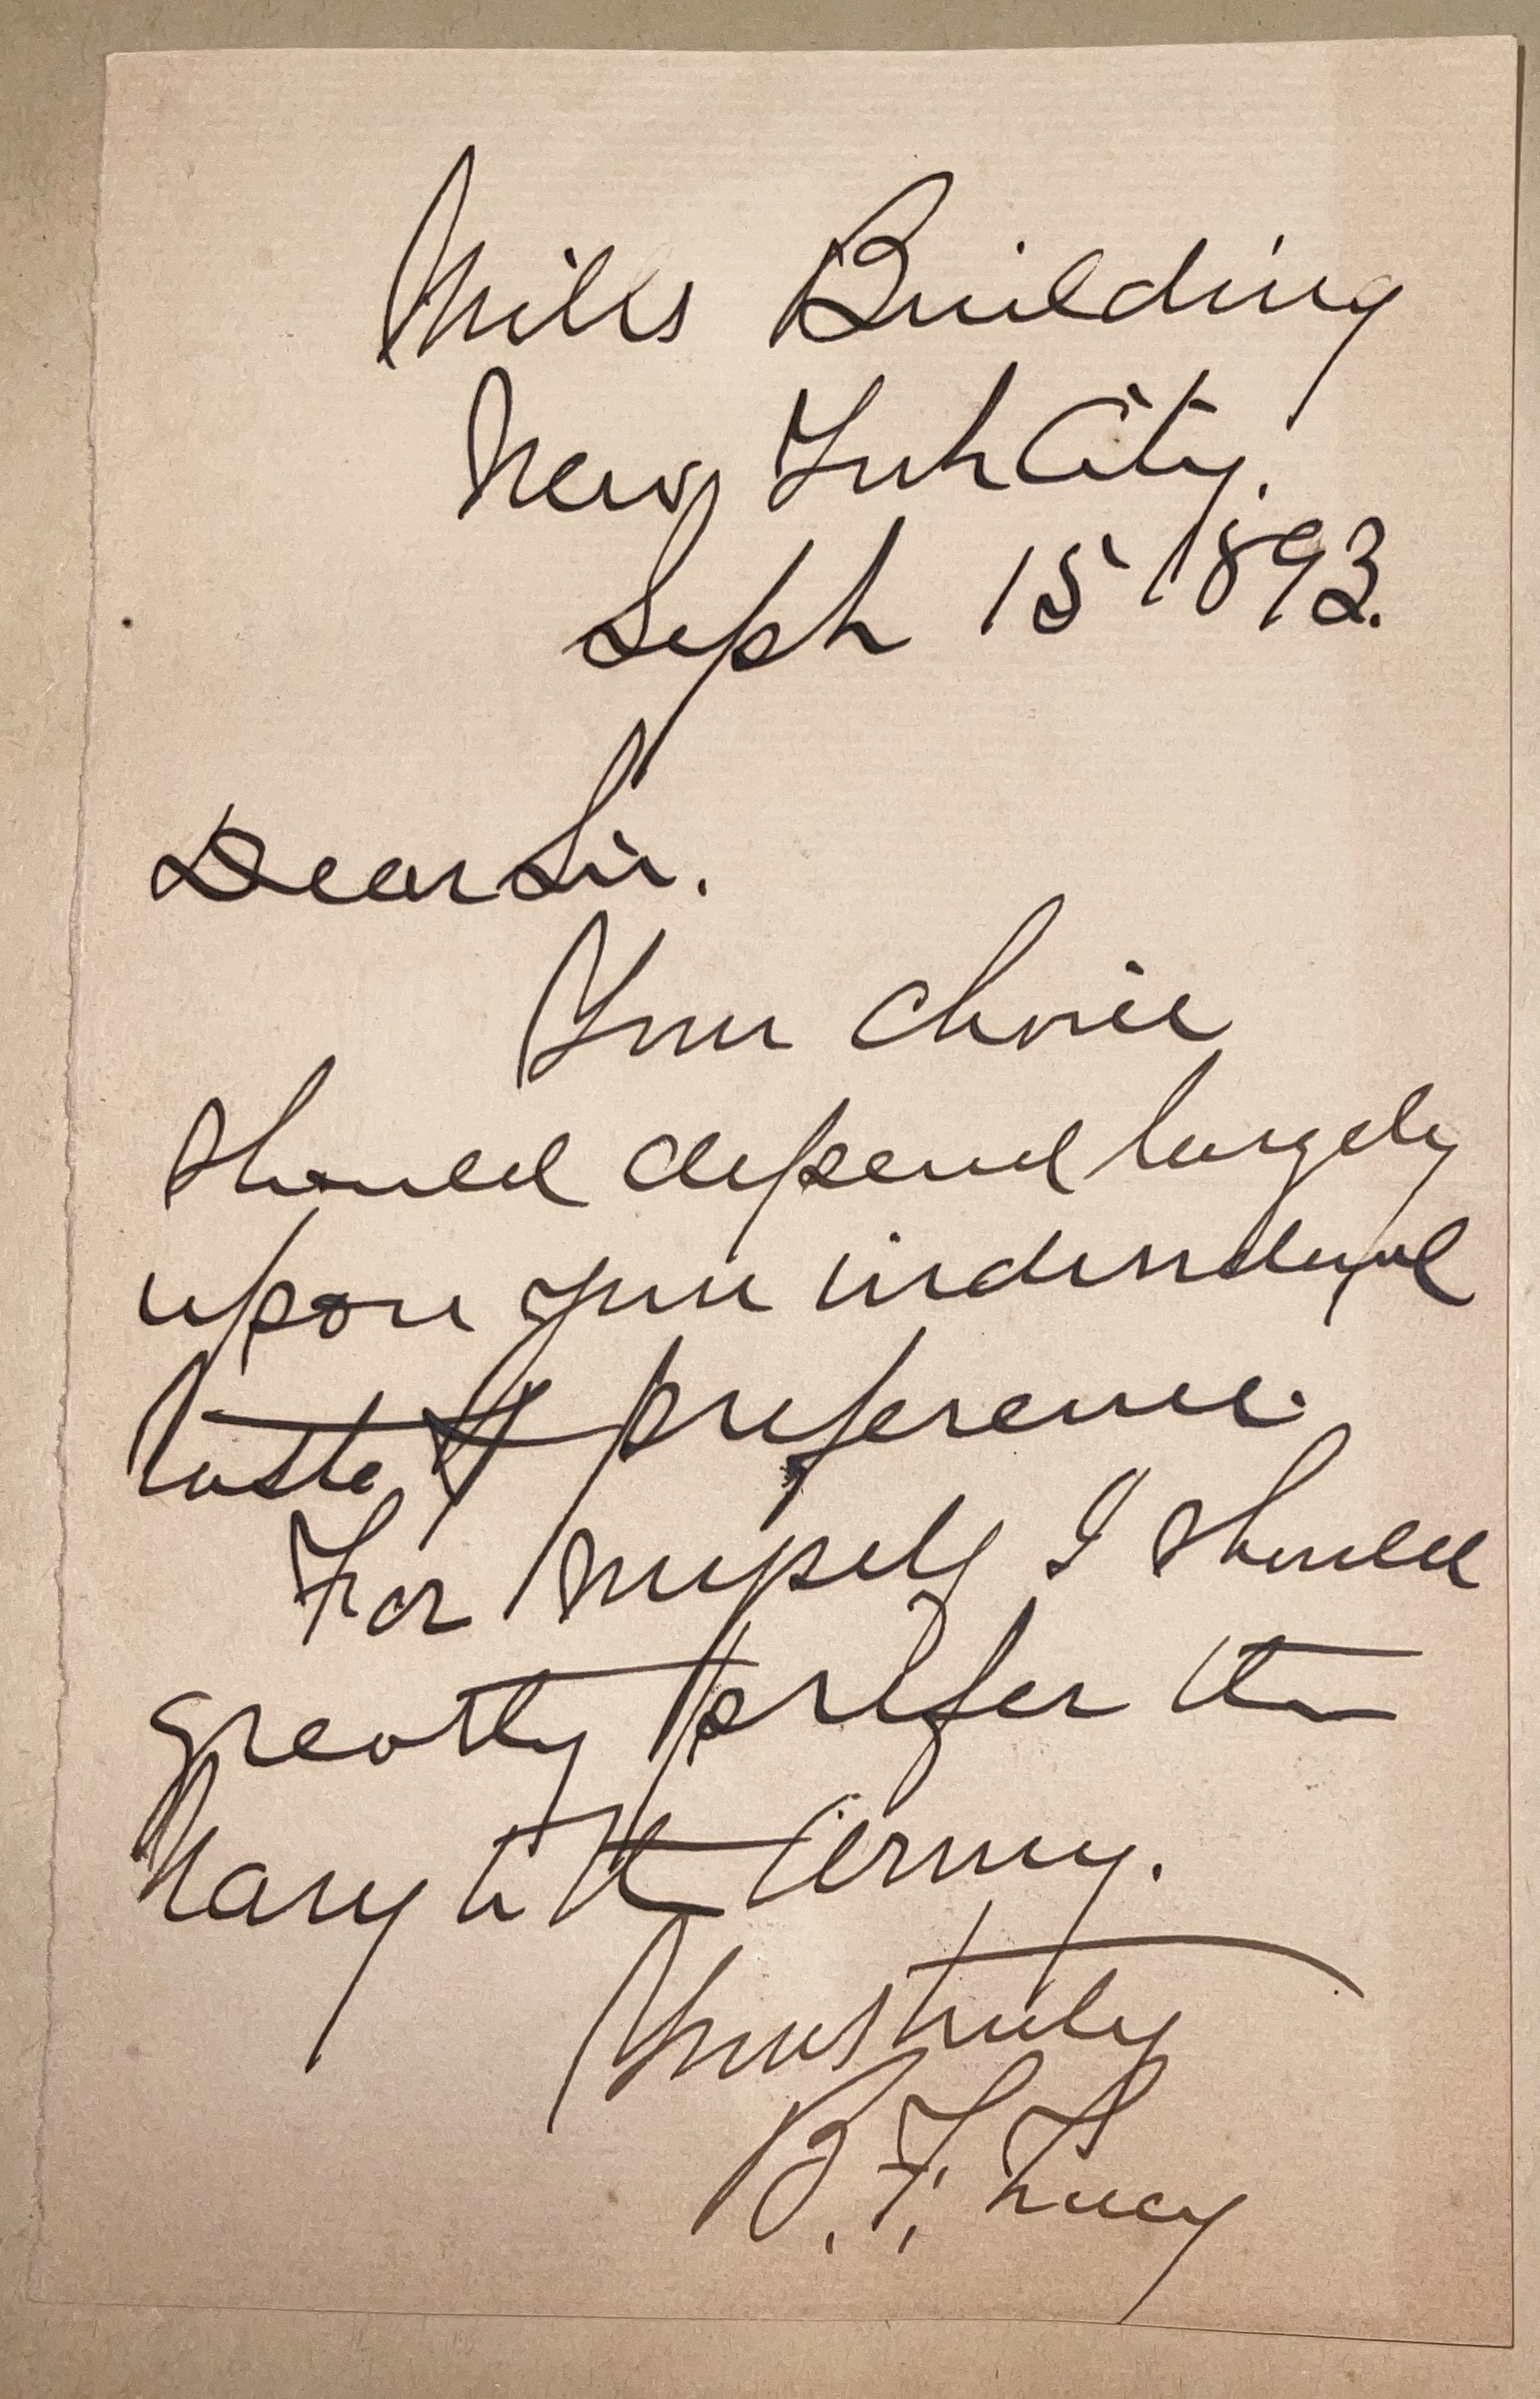 Mills Building
New York City.
Sept 15 1893.
Dear Sir.
Your choice
should depend largely
upon your individual
taste & preference.
For myself I should
greatly prefer the
Navy to the Army.
Yours truly
B. F. Tracy